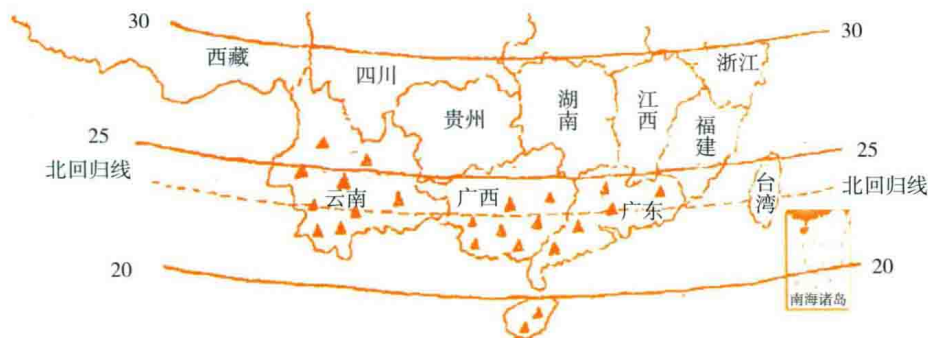 30
30
西藏
四川
浙江
贵州
湖南
江西
福建
25
25
北回归线
北回归线
云南
广西
广东
台湾
20
20
南海诸岛